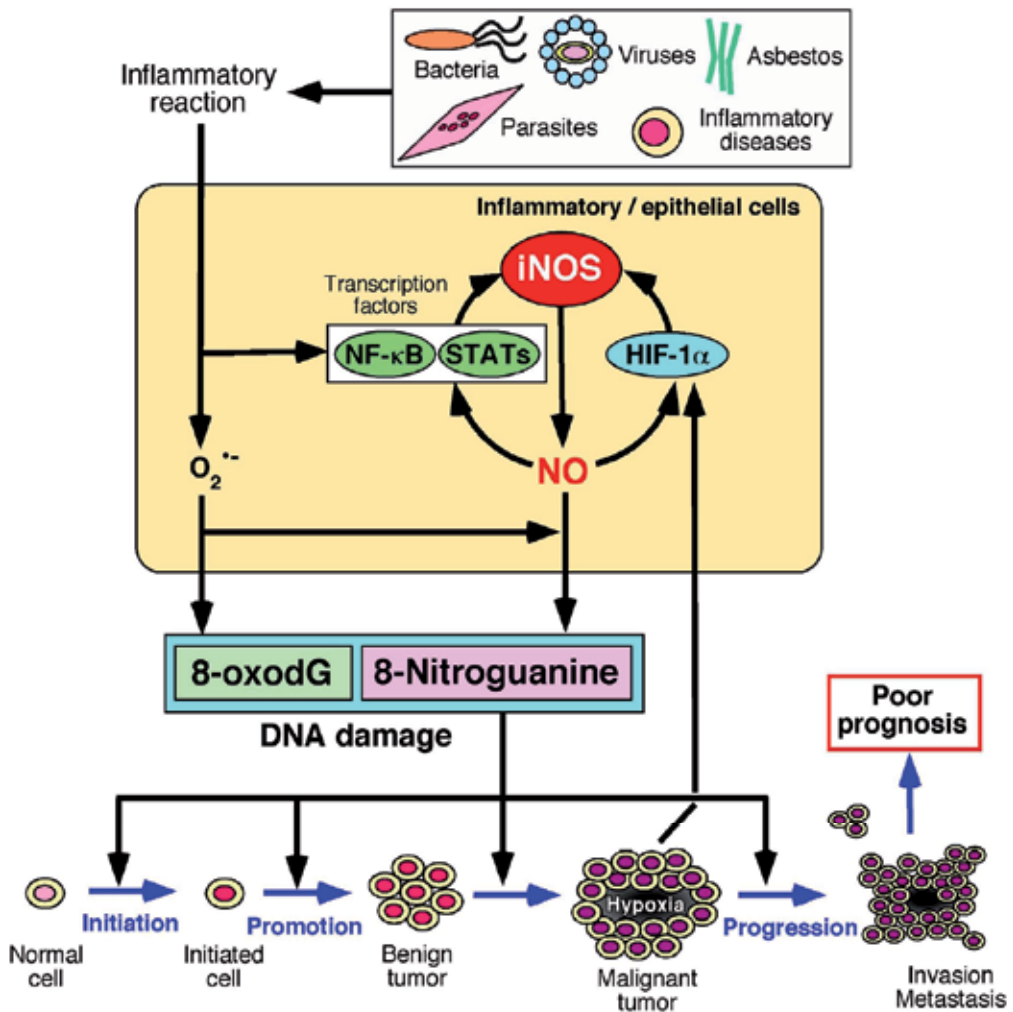 Bacteria
Viruses
Asbestos
Parasites
Inflammatory
diseases
Inflammatory
reaction
Inflammatory / epithelial cells
iNOS
Transcription
factors
NF-κB
STATs
HIF-1α
O₂•-
NO
8-oxodG
8-Nitroguanine
DNA damage
Poor
prognosis
Hypoxia
Initiation
Promotion
Progression
Normal
cell
Initiated
cell
Benign
tumor
Malignant
tumor
Invasion
Metastasis